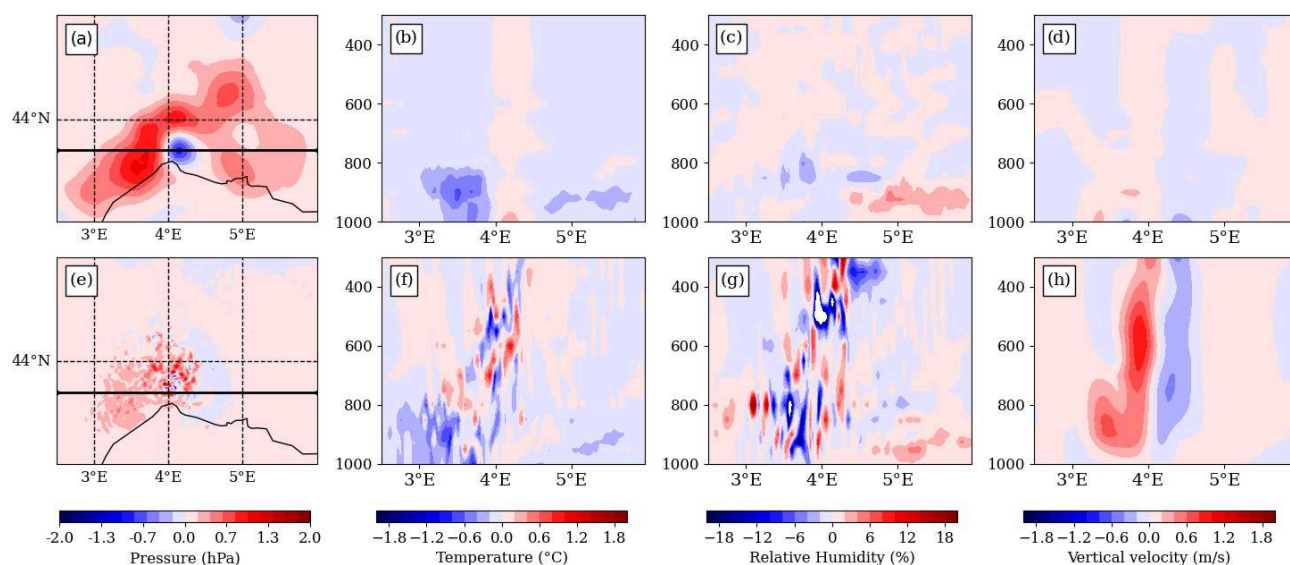 (a) (b) (c) (d)
400 400 400
44°N 600 600 600
800 800 800
1000 1000 1000
3°E 4°E 5°E 3°E 4°E 5°E 3°E 4°E 5°E 3°E 4°E 5°E
(e) (f) (g) (h)
400 400 400
44°N 600 600 600
800 800 800
1000 1000 1000
3°E 4°E 5°E 3°E 4°E 5°E 3°E 4°E 5°E 3°E 4°E 5°E
-2.0 -1.3 -0.7 0.0 0.7 1.3 2.0 −1.8 −1.2 −0.6 0.0 0.6 1.2 1.8 −18 −12 −6 0 6 12 18 −1.8 −1.2 −0.6 0.0 0.6 1.2 1.8
Pressure (hPa) Temperature (°C) Relative Humidity (%) Vertical velocity (m/s)